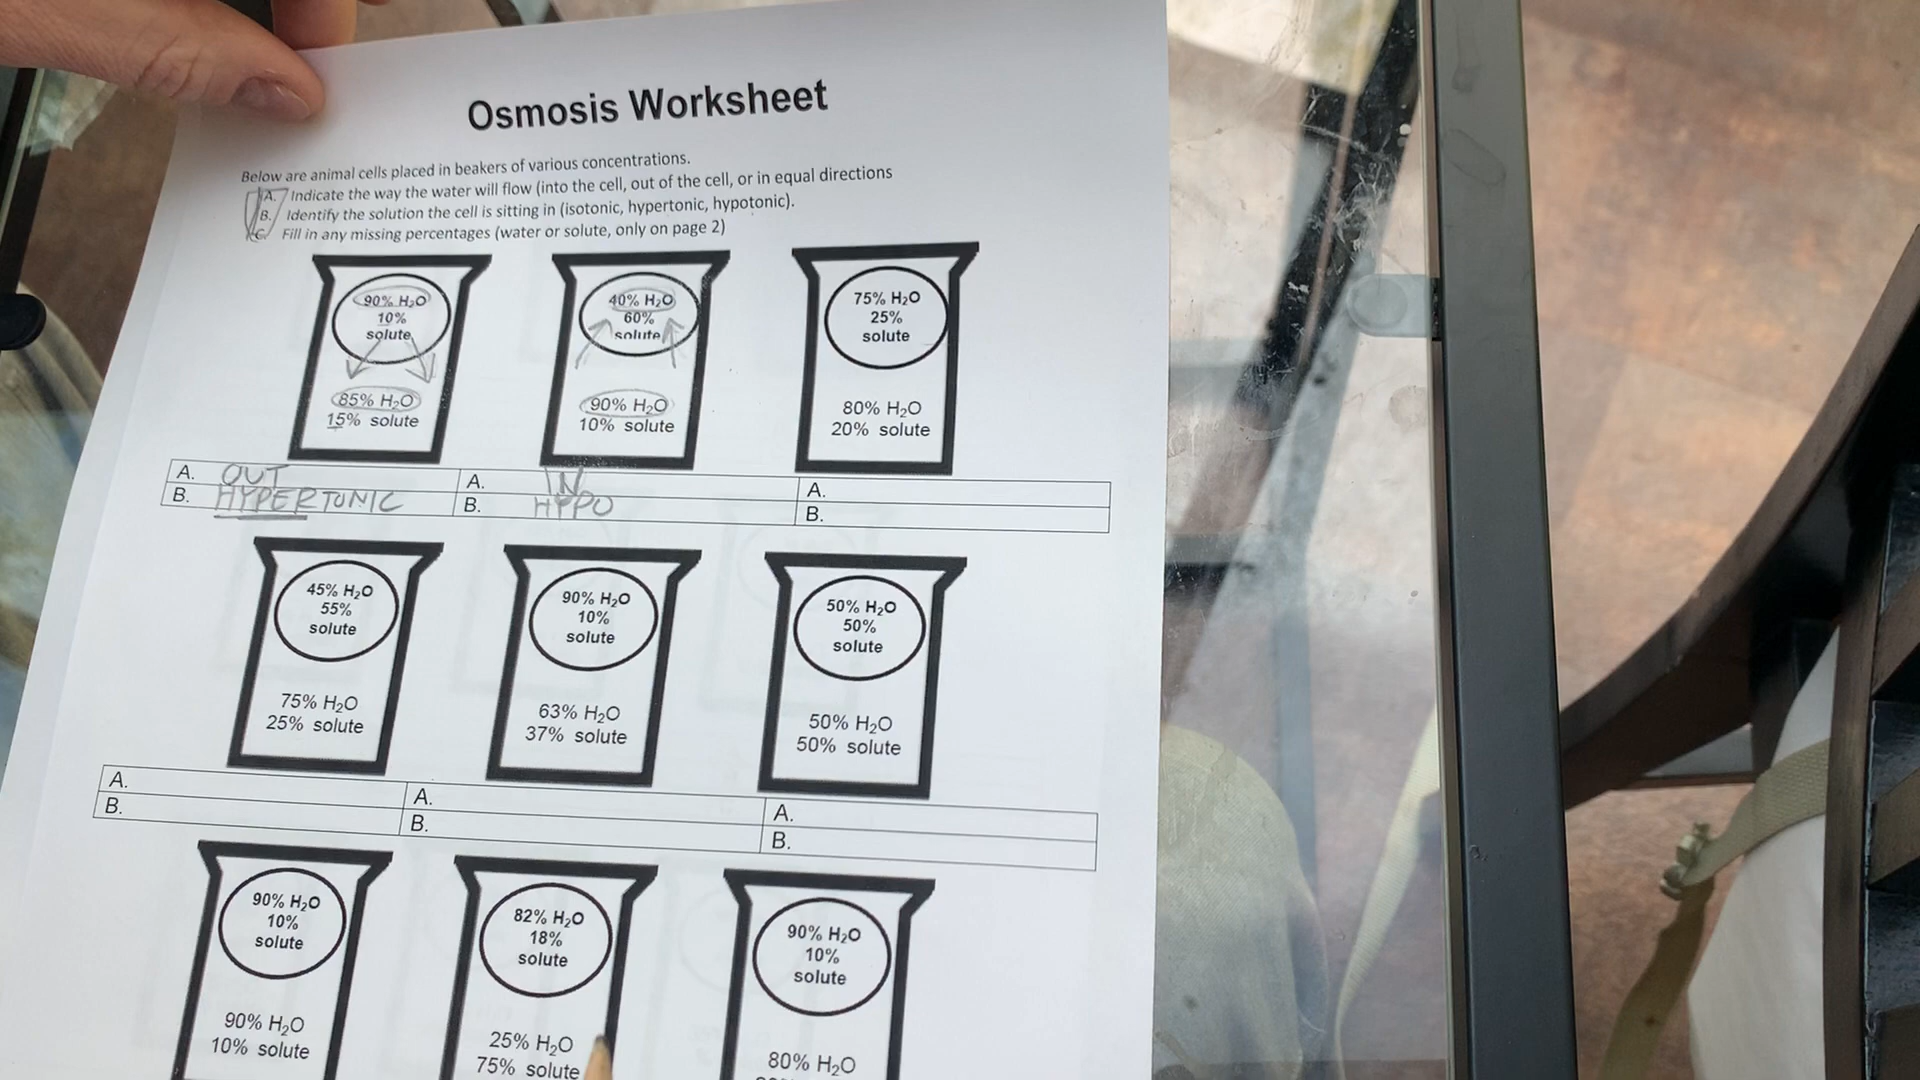 Osmosis Worksheet
Below are animal cells placed in beakers of various concentrations.
A. Indicate the way the water will flow (into the cell, out of the cell, or in equal directions
B. Identify the solution the cell is sitting in (isotonic, hypertonic, hypotonic).
C. Fill in any missing percentages (water or solute, only on page 2)
90% H₂O
10%
solute
85% H₂O
15% solute
40% H₂O
60%
solute
90% H₂O
10% solute
75% H₂O
25%
solute
80% H₂O
20% solute
A. OUT
B. HYPERTONIC
A. IN
B. HYPO
A.
B.
45% H₂O
55%
solute
75% H₂O
25% solute
90% H₂O
10%
solute
63% H₂O
37% solute
50% H₂O
50%
solute
50% H₂O
50% solute
A.
B.
A.
B.
A.
B.
90% H₂O
10%
solute
90% H₂O
10% solute
82% H₂O
18%
solute
25% H₂O
75% solute
90% H₂O
10%
solute
80% H₂O